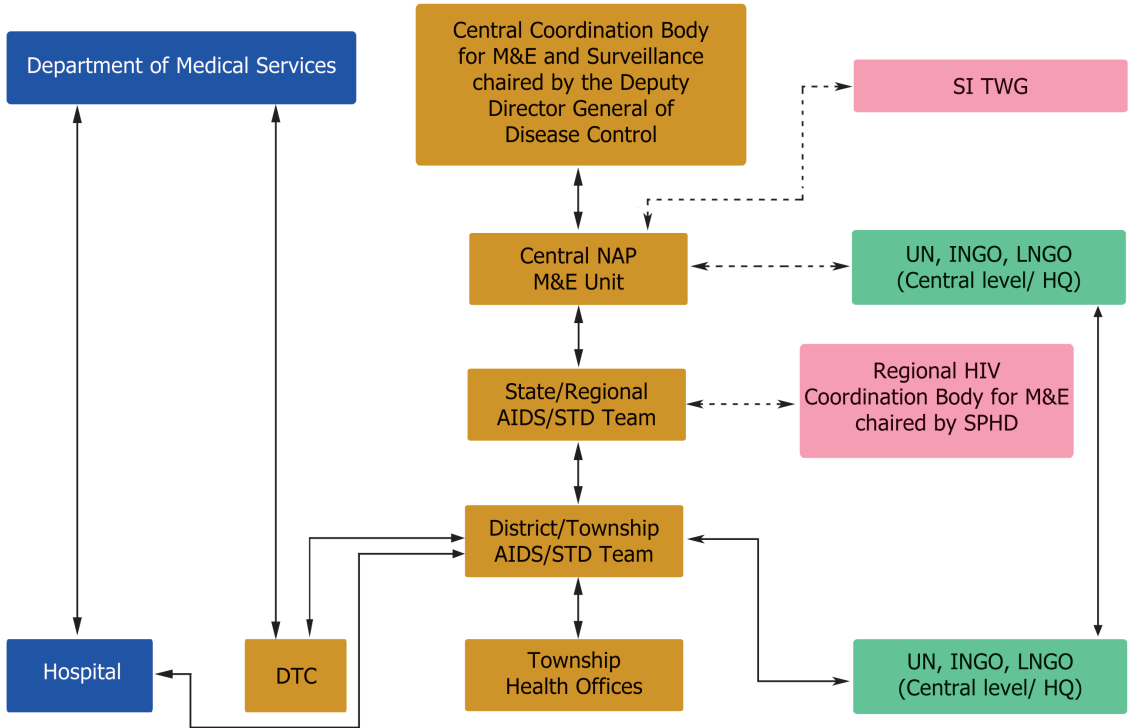 Department of Medical Services
Central Coordination Body
for M&E and Surveillance
chaired by the Deputy
Director General of
Disease Control
SI TWG
Central NAP
M&E Unit
UN, INGO, LNGO
(Central level/ HQ)
State/Regional
AIDS/STD Team
Regional HIV
Coordination Body for M&E
chaired by SPHD
District/Township
AIDS/STD Team
Hospital
DTC
Township
Health Offices
UN, INGO, LNGO
(Central level/ HQ)